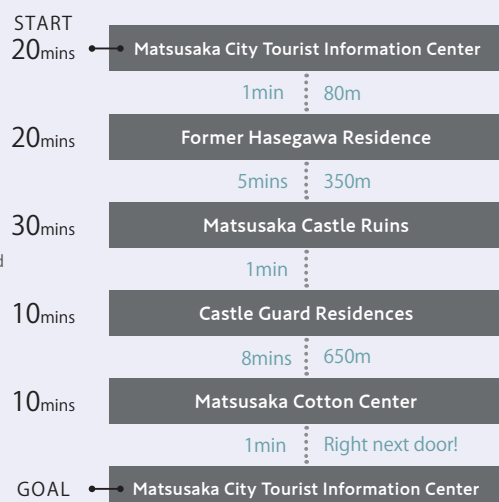 START
20mins
Matsusaka City Tourist Information Center
1min 80m
20mins
Former Hasegawa Residence
5mins 350m
30mins
Matsusaka Castle Ruins
d
1min
10mins
Castle Guard Residences
8mins 650m
10mins
Matsusaka Cotton Center
1min Right next door!
GOAL
Matsusaka City Tourist Information Center